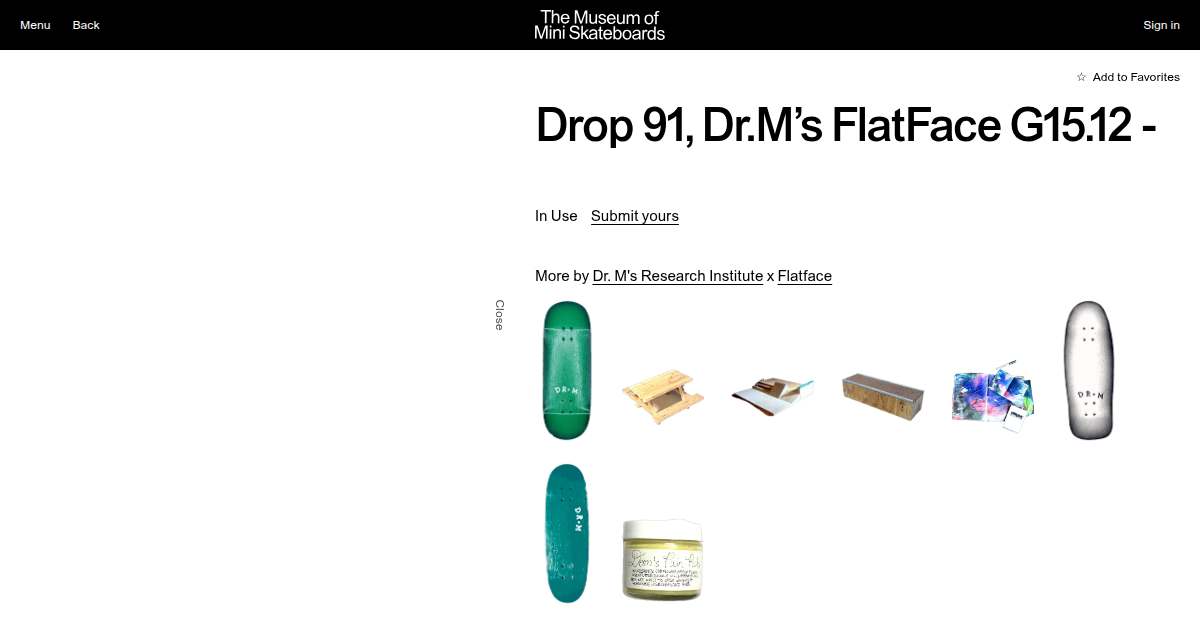 Menu
Back
The Museum of
Mini Skateboards
Sign in
☆ Add to Favorites
Drop 91, Dr.M’s FlatFace G15.12 -
In Use
Submit yours
More by Dr. M's Research Institute x Flatface
Close
DR•M
DR•M
DR•M